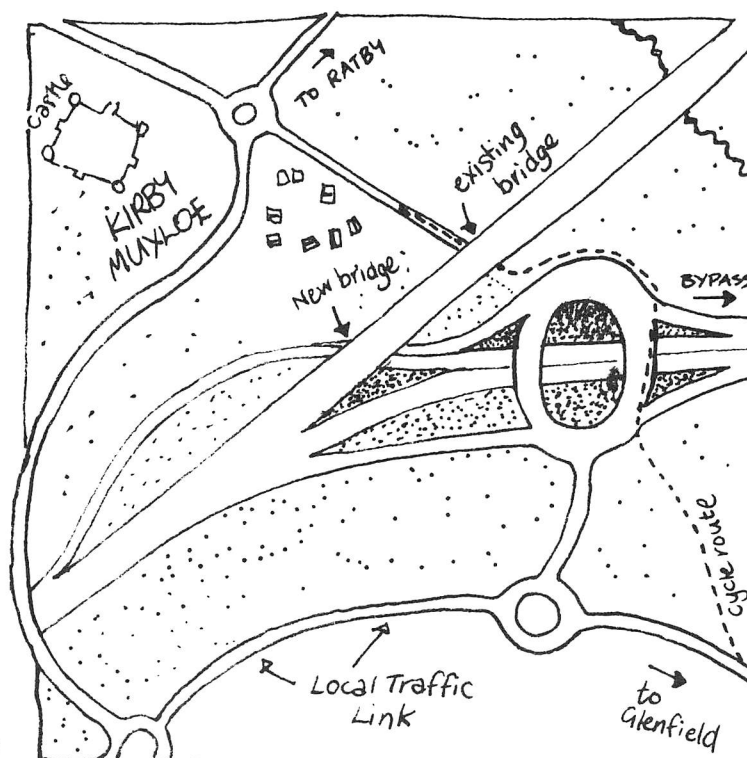 TO RATBY
Castle
existing
bridge
KIRBY
MUXLOE
New bridge
BYPASS
cycle route
Local Traffic
Link
to
Glenfield